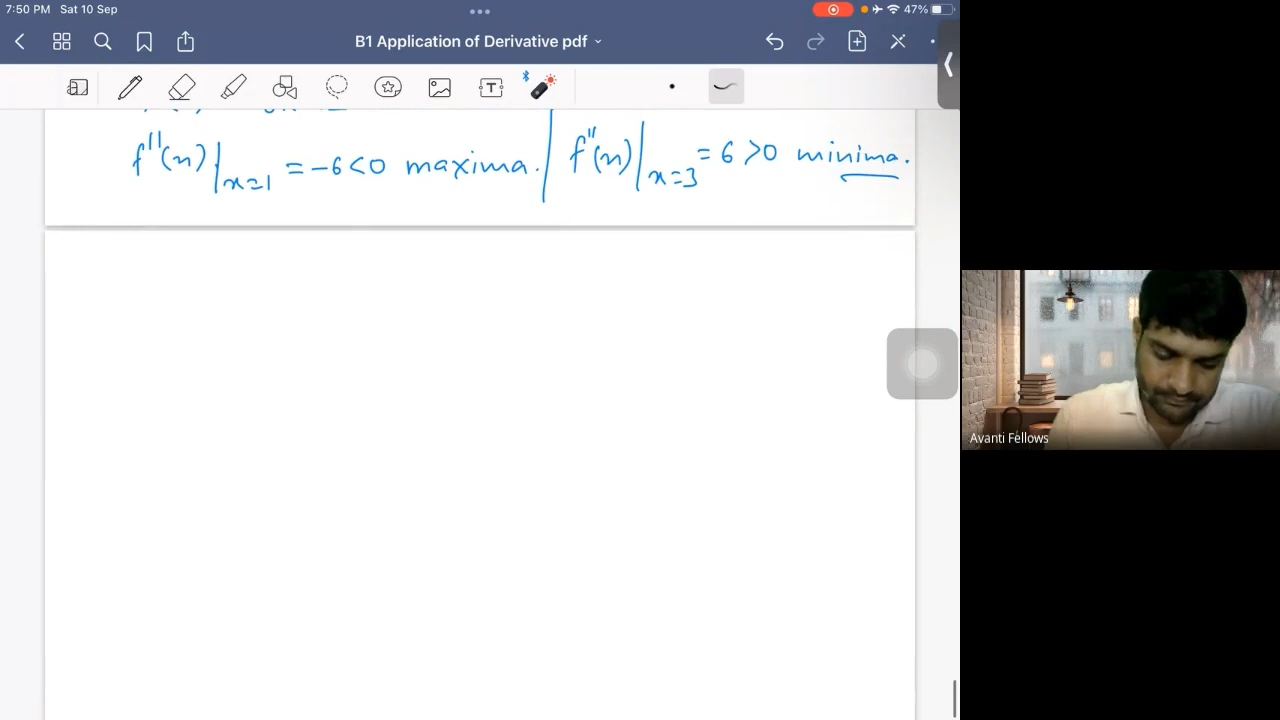 7:50 PM Sat 10 Sep
47%
B1 Application of Derivative pdf
T
f''(x)|x=1 = -6<0 maxima. | f''(x)|x=3 = 6>0 minima.
Avanti Fellows